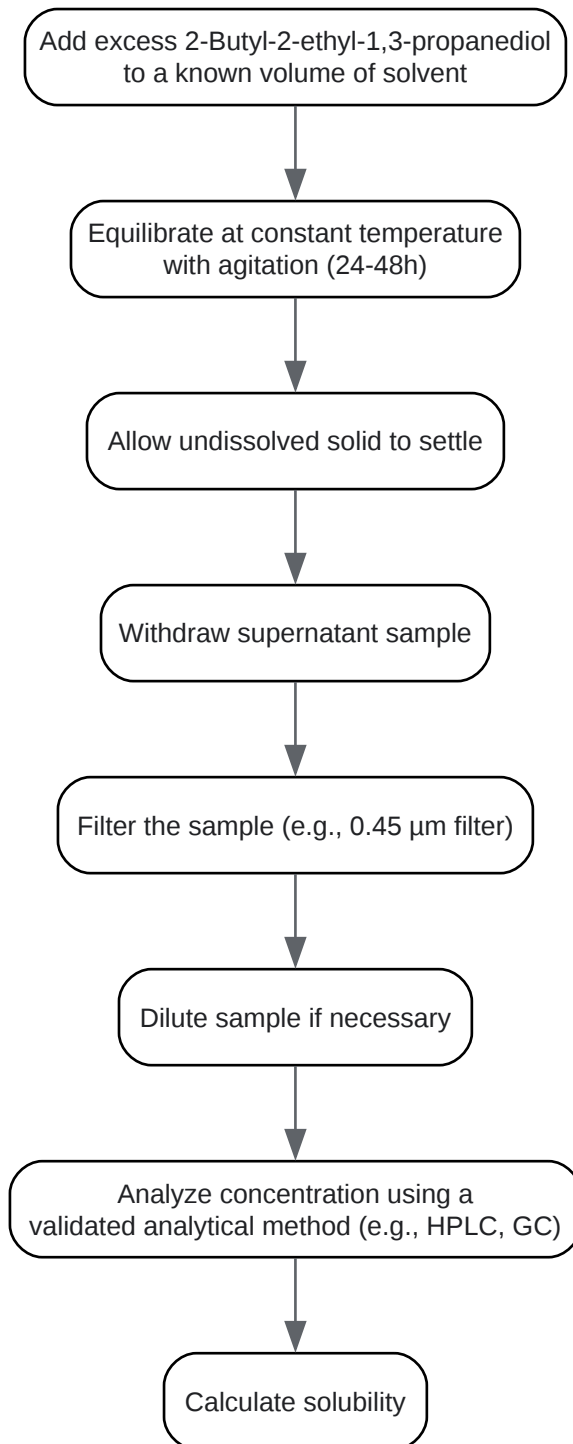 Add excess 2-Butyl-2-ethyl-1,3-propanediol
to a known volume of solvent
Equilibrate at constant temperature
with agitation (24-48h)
Allow undissolved solid to settle
Withdraw supernatant sample
Filter the sample (e.g., 0.45 µm filter)
Dilute sample if necessary
Analyze concentration using a
validated analytical method (e.g., HPLC, GC)
Calculate solubility